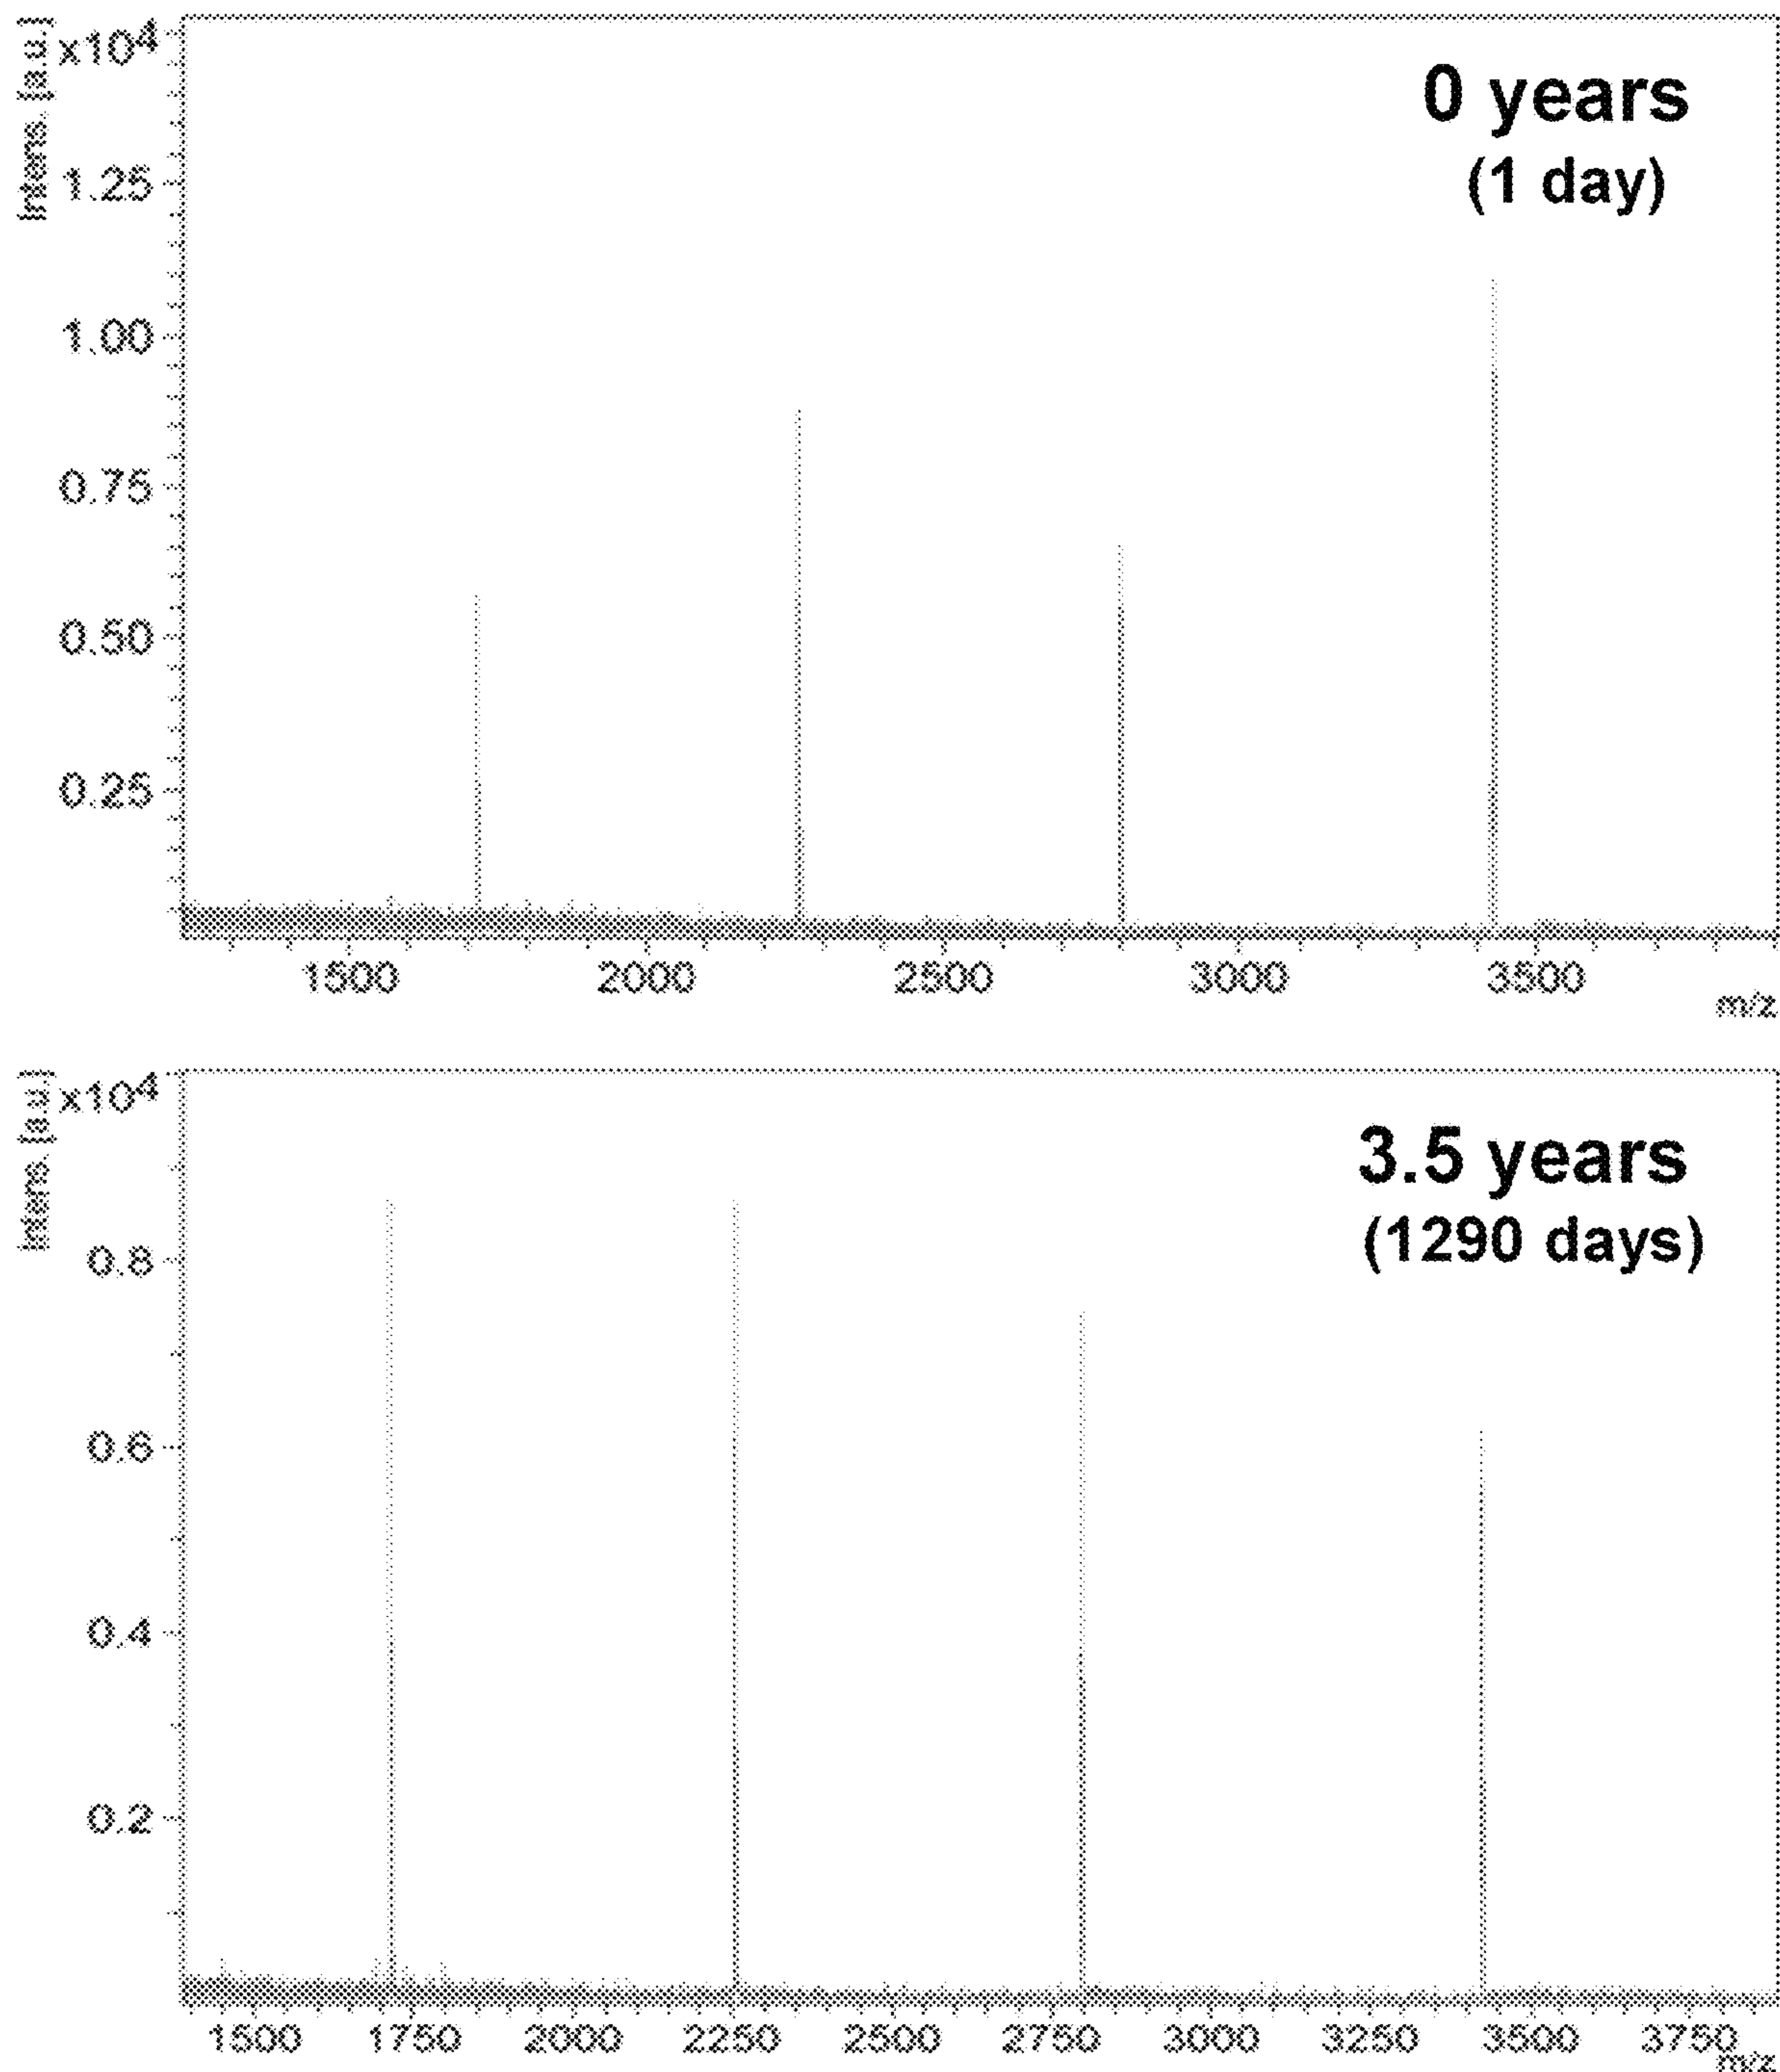 Intens. [a.u.]
x10⁴
0 years
(1 day)
1.25
1.00
0.75
0.50
0.25
1500 2000 2500 3000 3500
m/z
Intens. [a.u.]
x10⁴
3.5 years
(1290 days)
0.8
0.6
0.4
0.2
1500 1750 2000 2250 2500 2750 3000 3250 3500 3750
m/z